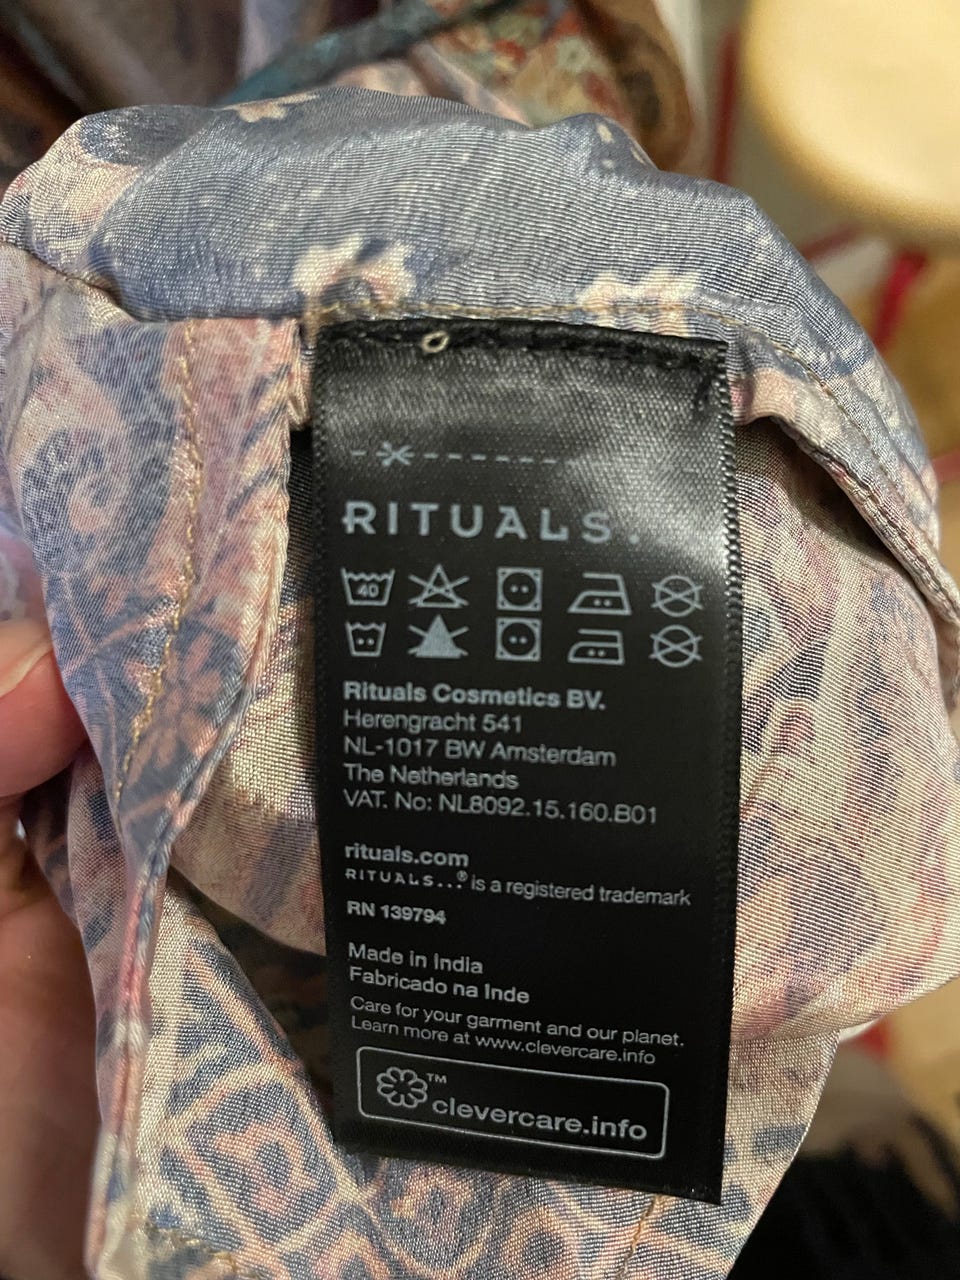 RITUALS.
40
Rituals Cosmetics BV.
Herengracht 541
NL-1017 BW Amsterdam
The Netherlands
VAT. No: NL8092.15.160.B01
rituals.com
RITUALS...® is a registered trademark
RN 139794
Made in India
Fabricado na Inde
Care for your garment and our planet.
Learn more at www.clevercare.info
™
clevercare.info